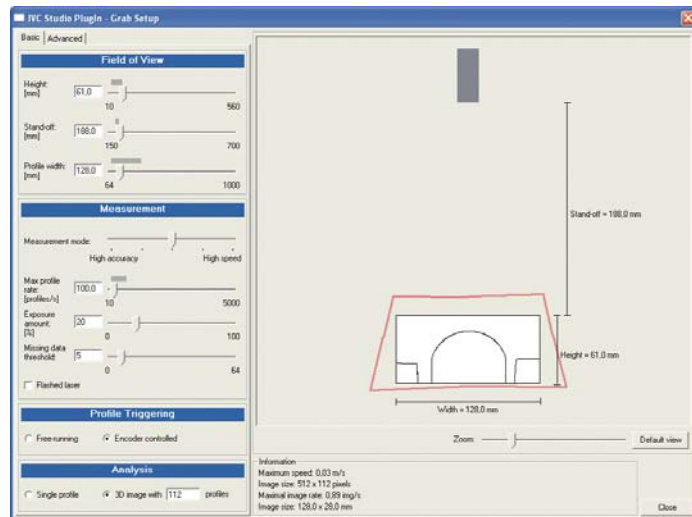 IVC Studio PlugIn - Grab Setup
Basic
Advanced
Field of View
Height:
[mm]
61,0
10
560
Stand-off:
[mm]
188,0
150
700
Profile width:
[mm]
128,0
64
1000
Measurement
Measurement mode:
High accuracy
High speed
Max profile
rate:
[profiles/s]
100,0
10
5000
Exposure
amount:
[%]
20
0
100
Missing data
threshold:
5
0
64
Flashed laser
Profile Triggering
Free-running
Encoder controlled
Analysis
Single profile
3D image with
112
profiles
Stand-off = 188,0 mm
Height = 61,0 mm
Width = 128,0 mm
Zoom:
Default view
Information
Maximum speed: 0,03 m/s
Image size: 512 x 112 pixels
Maximal image rate: 0,89 img/s
Image size: 128,0 x 28,0 mm
Close